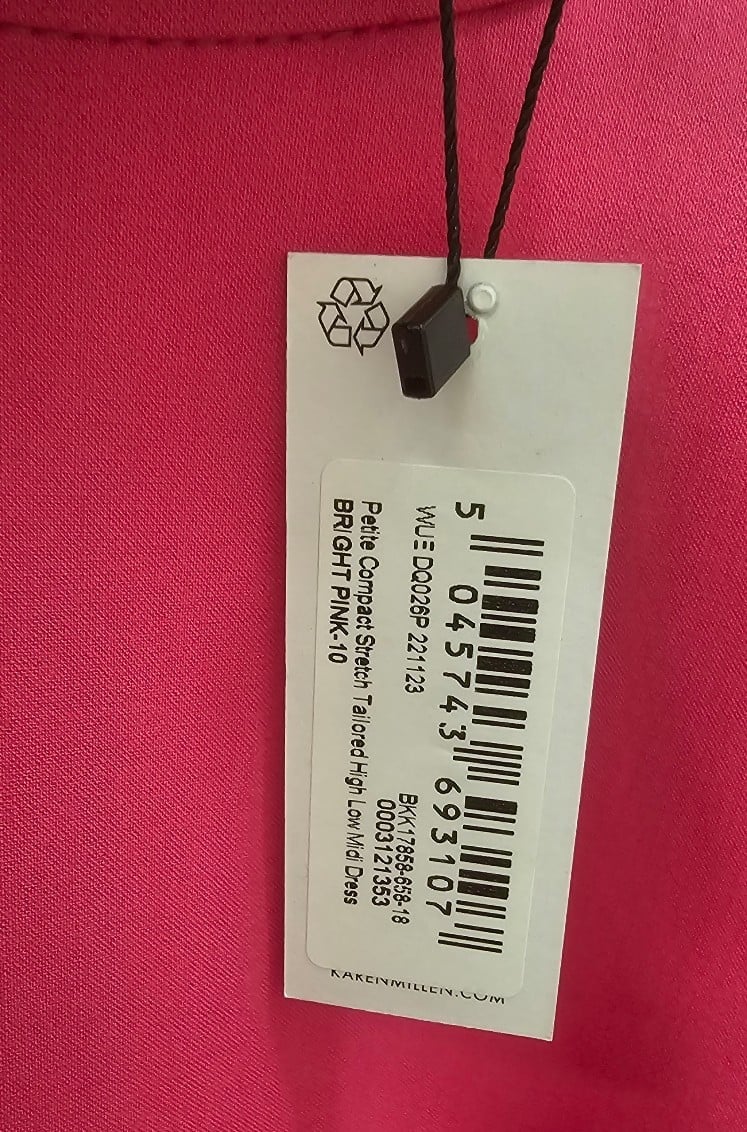 5 045743 693107
WUE DQ026P 221123
BKK17858-658-18
0003121353
Petite Compact Stretch Tailored High Low Midi Dress
BRIGHT PINK-10
KARENMILLEN.COM